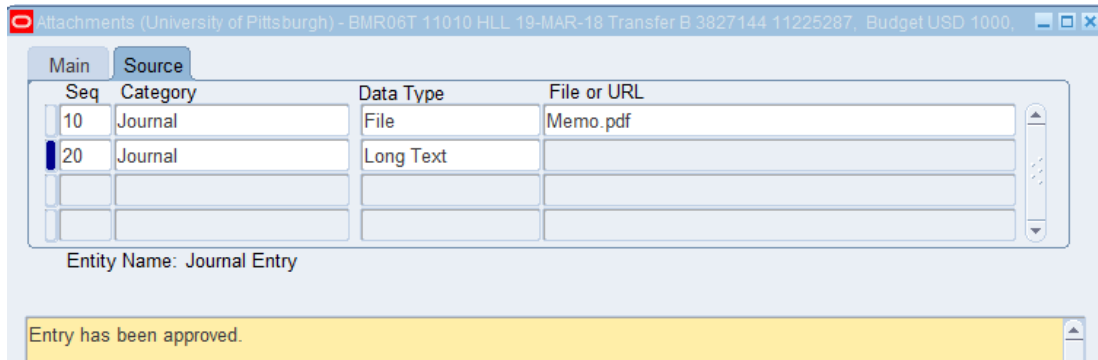 Attachments (University of Pittsburgh) - BMR06T 11010 HLL 19-MAR-18 Transfer B 3827144 11225287, Budget USD 1000,
Main Source
Seq Category Data Type File or URL
10 Journal File Memo.pdf
20 Journal Long Text
Entity Name: Journal Entry
Entry has been approved.